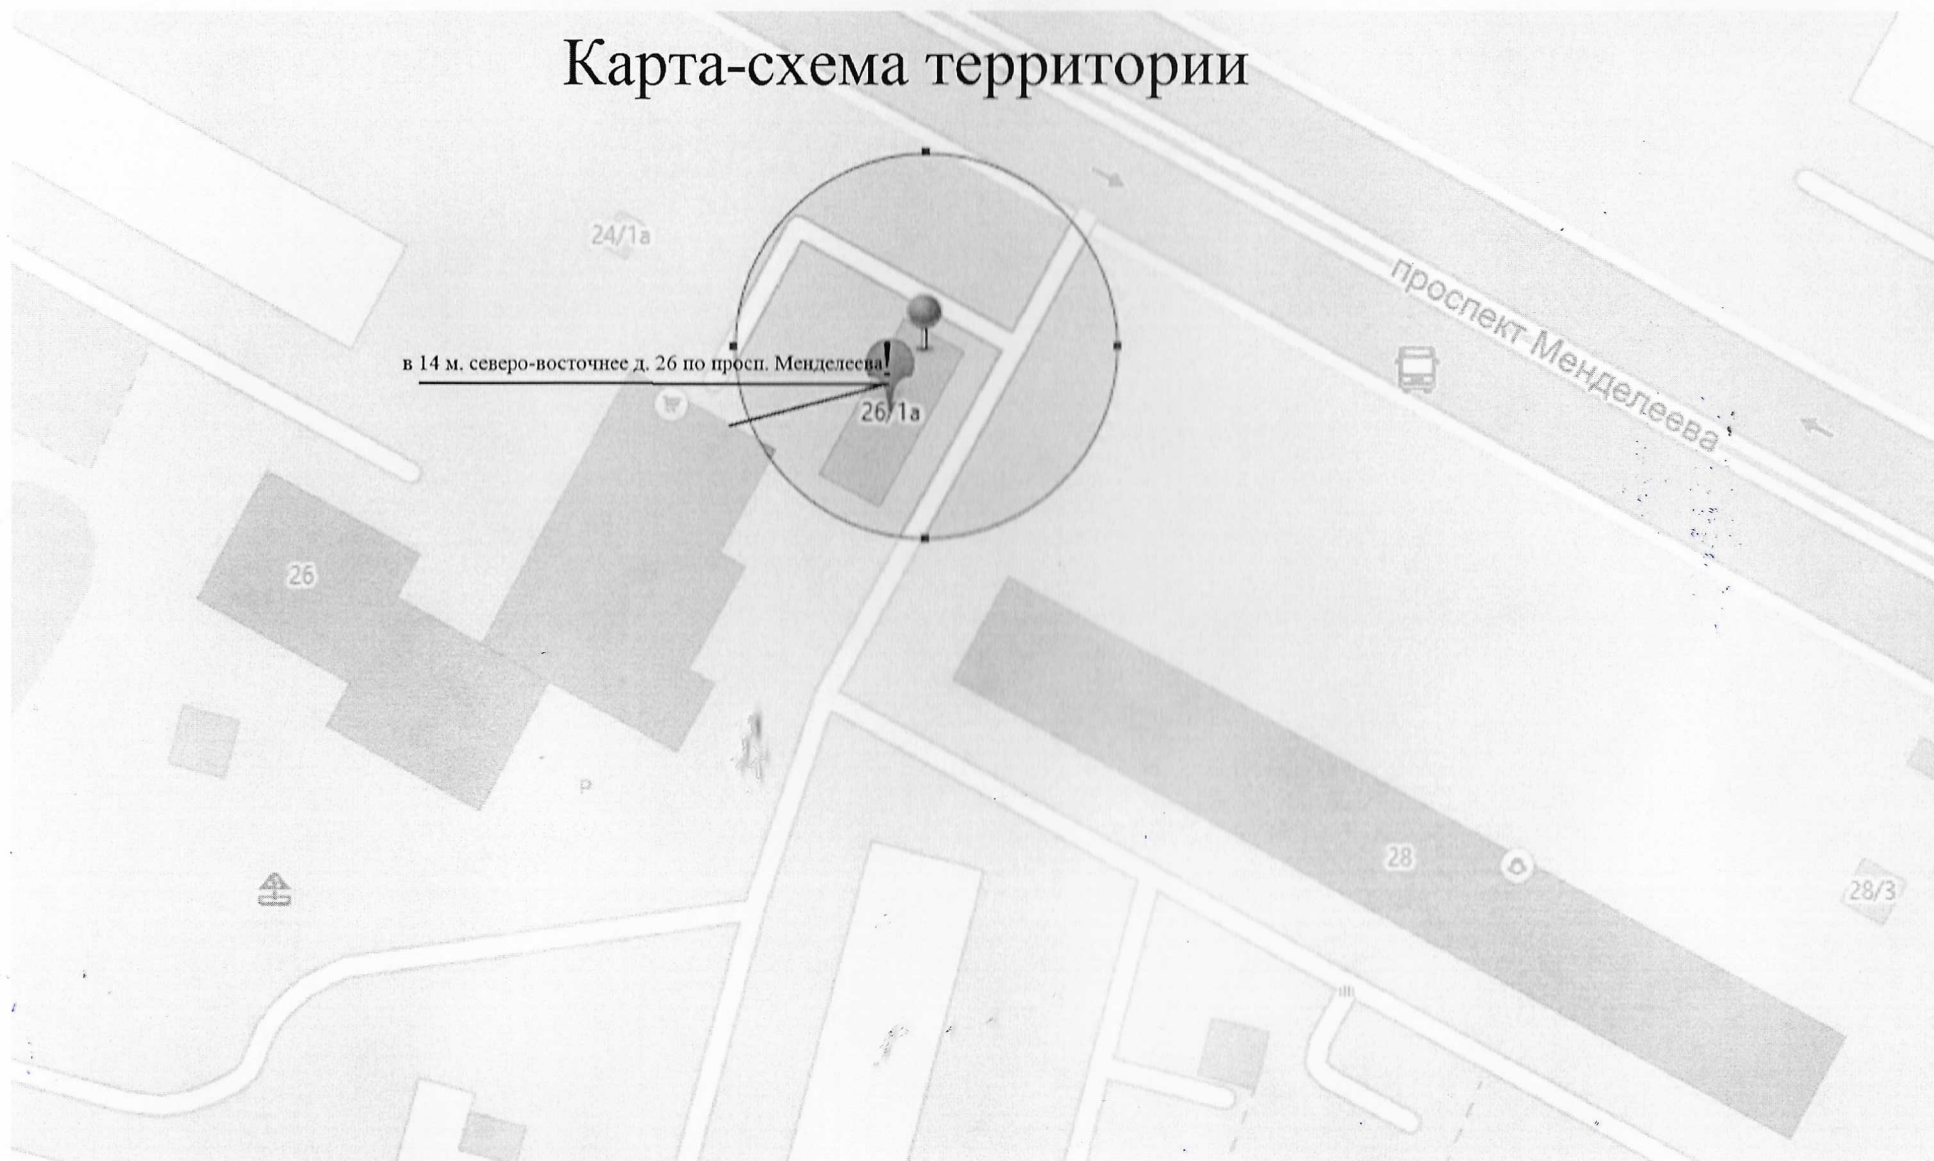 Карта-схема территории
24/1а
проспект Менделеева
в 14 м. северо-восточнее д. 26 по просп. Менделеева
!
26/1а
26
P
28
28/3